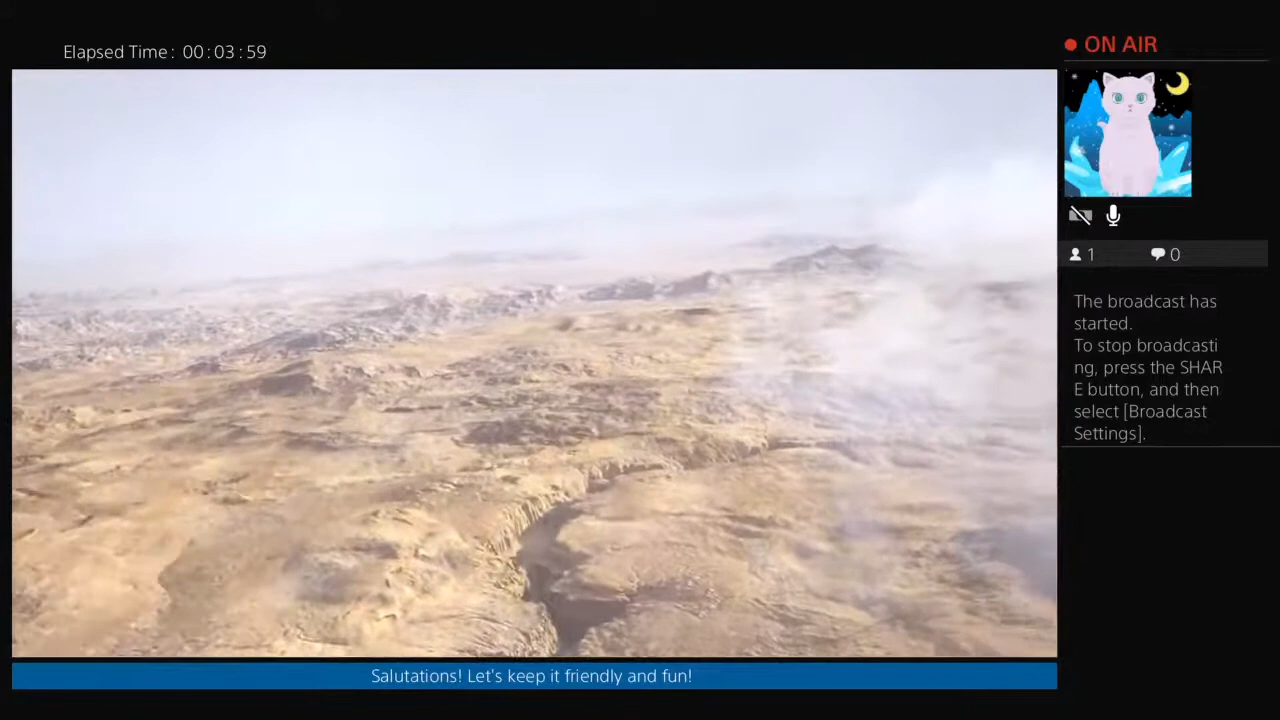 Elapsed Time: 00:03:59
ON AIR
1
0
The broadcast has
started.
To stop broadcasti
ng, press the SHAR
E button, and then
select [Broadcast
Settings].
Salutations! Let's keep it friendly and fun!